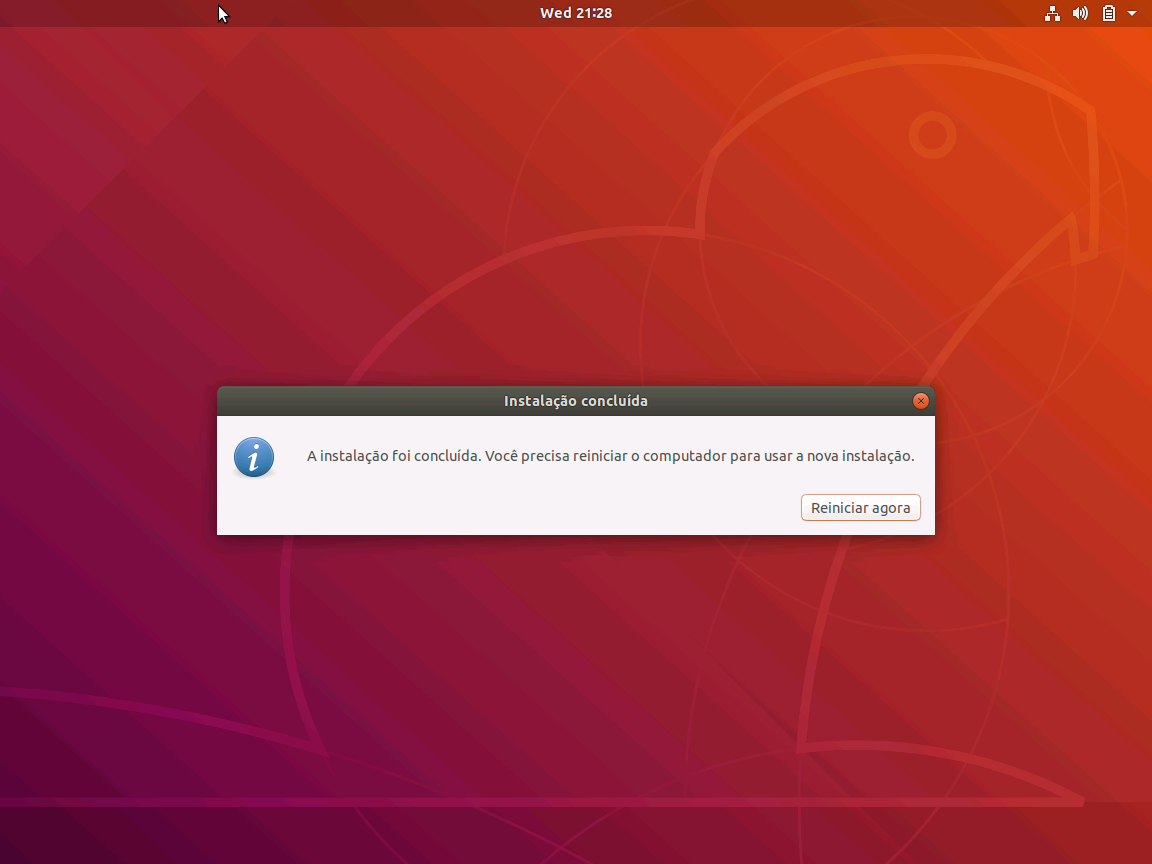 Wed 21:28
Instalação concluída
A instalação foi concluída. Você precisa reiniciar o computador para usar a nova instalação.
Reiniciar agora